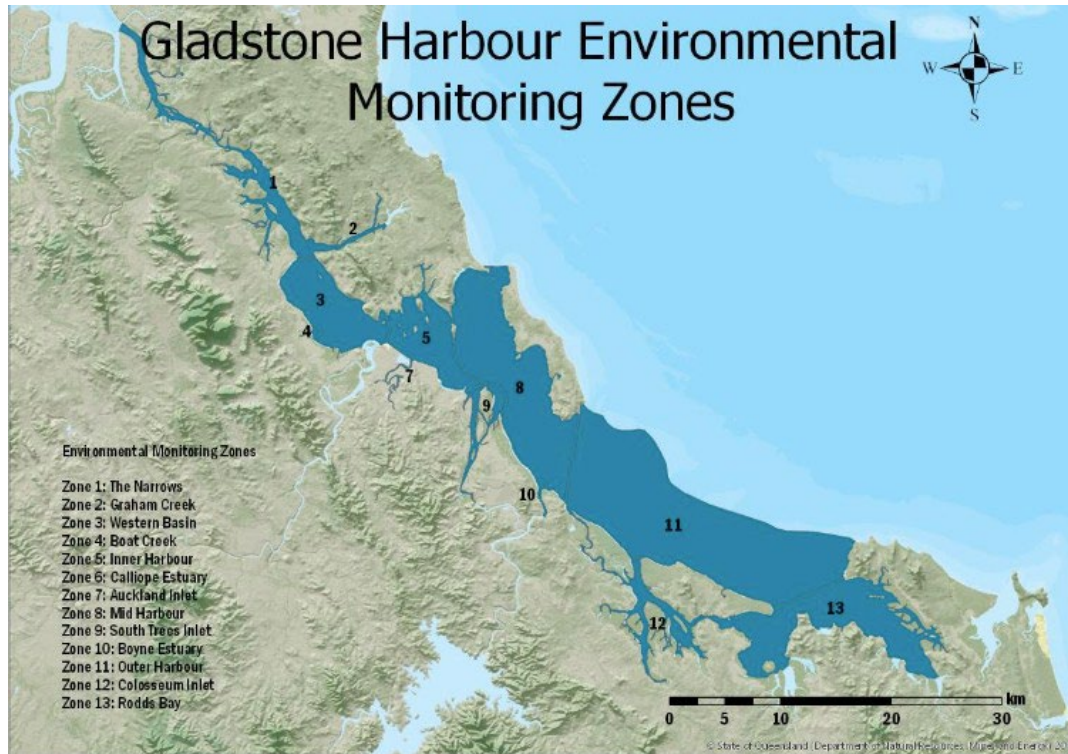 Gladstone Harbour Environmental
Monitoring Zones
N
W E
S
1
2
3
4
5
7
8
9
10
11
12
13
Environmental Monitoring Zones
Zone 1: The Narrows
Zone 2: Graham Creek
Zone 3: Western Basin
Zone 4: Boat Creek
Zone 5: Inner Harbour
Zone 6: Calliope Estuary
Zone 7: Auckland Inlet
Zone 8: Mid Harbour
Zone 9: South Trees Inlet
Zone 10: Boyne Estuary
Zone 11: Outer Harbour
Zone 12: Colosseum Inlet
Zone 13: Rodds Bay
km
0 5 10 20 30
© State of Queensland (Department of Natural Resources, Mines and Energy) 20